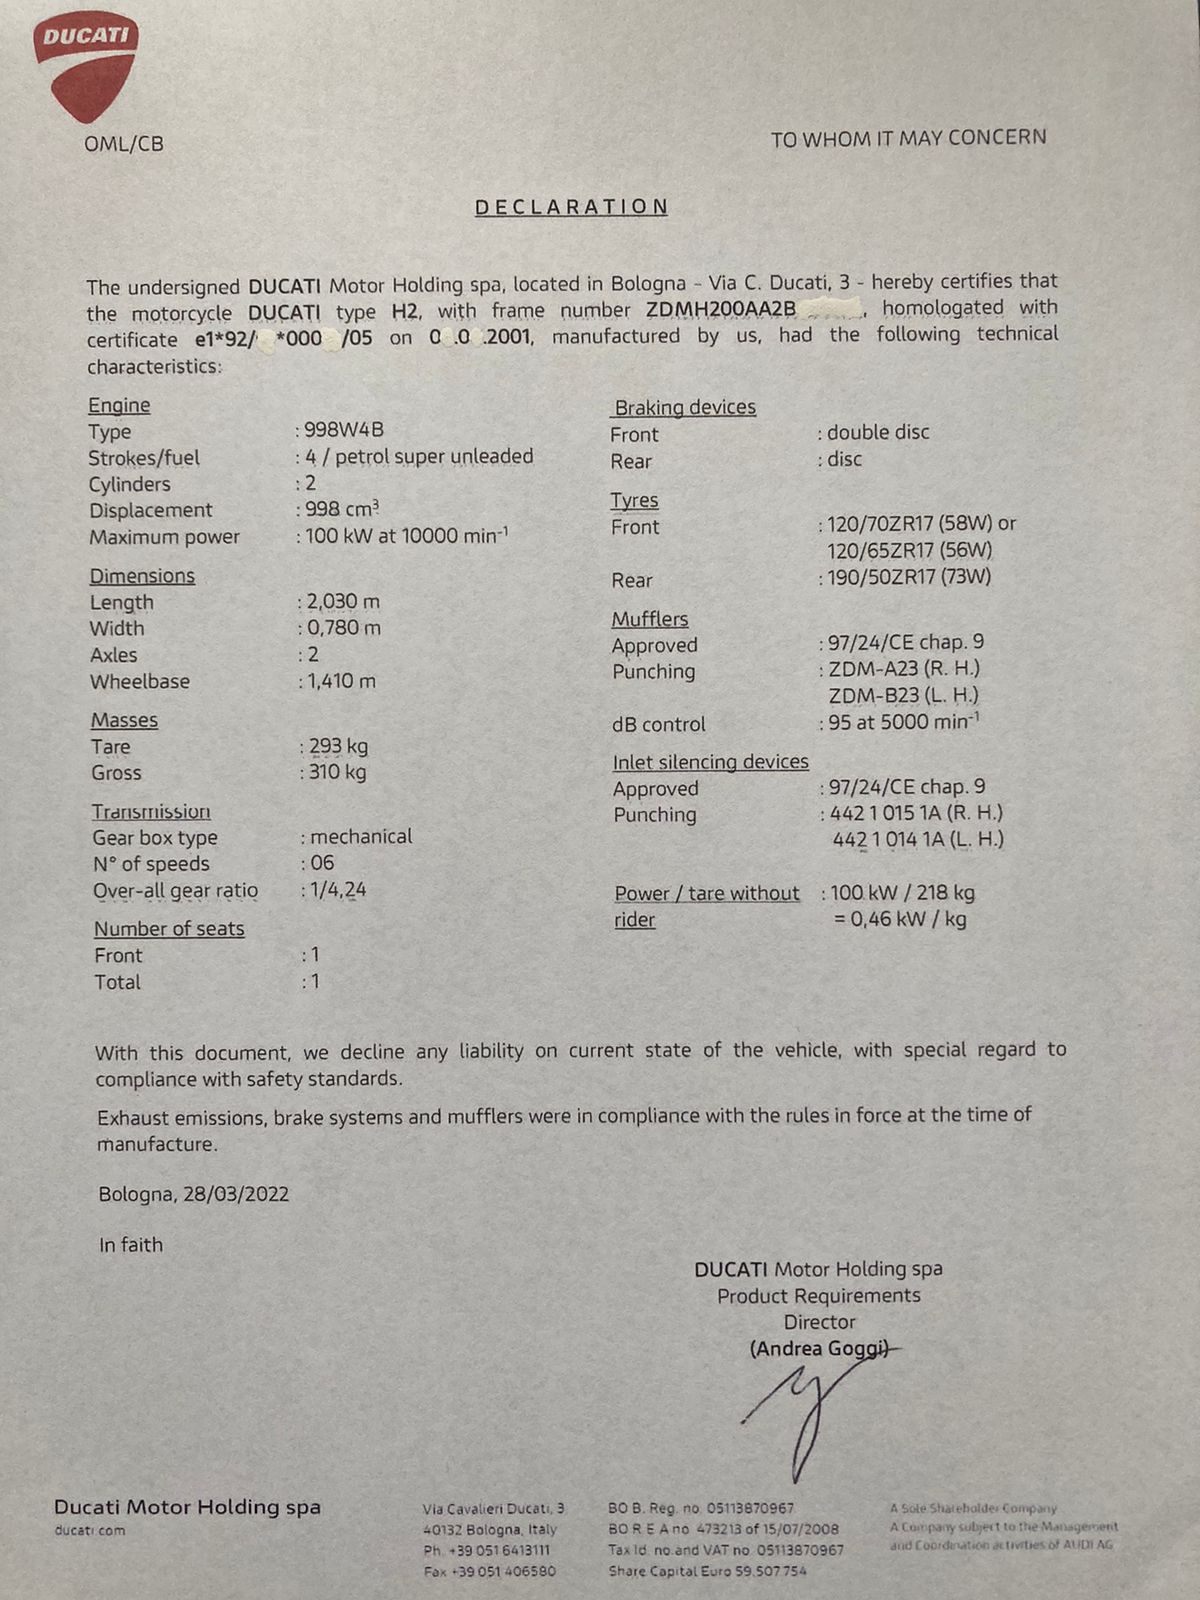 DUCATI
OML/CB
TO WHOM IT MAY CONCERN
DECLARATION
The undersigned DUCATI Motor Holding spa, located in Bologna - Via C. Ducati, 3 - hereby certifies that
the motorcycle DUCATI type H2, with frame number ZDMH200AA2B , homologated with
certificate e1*92/ *000 /05 on 0 .0 .2001, manufactured by us, had the following technical
characteristics:
Engine
Type : 998W4B
Strokes/fuel : 4 / petrol super unleaded
Cylinders : 2
Displacement : 998 cm³
Maximum power : 100 kW at 10000 min⁻¹
Dimensions
Length : 2,030 m
Width : 0,780 m
Axles : 2
Wheelbase : 1,410 m
Masses
Tare : 293 kg
Gross : 310 kg
Transmission
Gear box type : mechanical
N° of speeds : 06
Over-all gear ratio : 1/4,24
Number of seats
Front : 1
Total : 1
Braking devices
Front : double disc
Rear : disc
Tyres
Front : 120/70ZR17 (58W) or
120/65ZR17 (56W)
Rear : 190/50ZR17 (73W)
Mufflers
Approved : 97/24/CE chap. 9
Punching : ZDM-A23 (R. H.)
ZDM-B23 (L. H.)
dB control : 95 at 5000 min⁻¹
Inlet silencing devices
Approved : 97/24/CE chap. 9
Punching : 442 1 015 1A (R. H.)
442 1 014 1A (L. H.)
Power / tare without : 100 kW / 218 kg
rider = 0,46 kW / kg
With this document, we decline any liability on current state of the vehicle, with special regard to
compliance with safety standards.
Exhaust emissions, brake systems and mufflers were in compliance with the rules in force at the time of
manufacture.
Bologna, 28/03/2022
In faith
DUCATI Motor Holding spa
Product Requirements
Director
(Andrea Goggi)
Ducati Motor Holding spa
ducati.com
Via Cavalieri Ducati, 3
40132 Bologna, Italy
Ph. +39 051 6413111
Fax +39 051 406580
BO B. Reg. no. 05113870967
BO R E A no 473213 of 15/07/2008
Tax Id. no.and VAT no. 05113870967
Share Capital Euro 59.507.754
A Sole Shareholder Company
A Company subject to the Management
and Coordination activities of AUDI AG